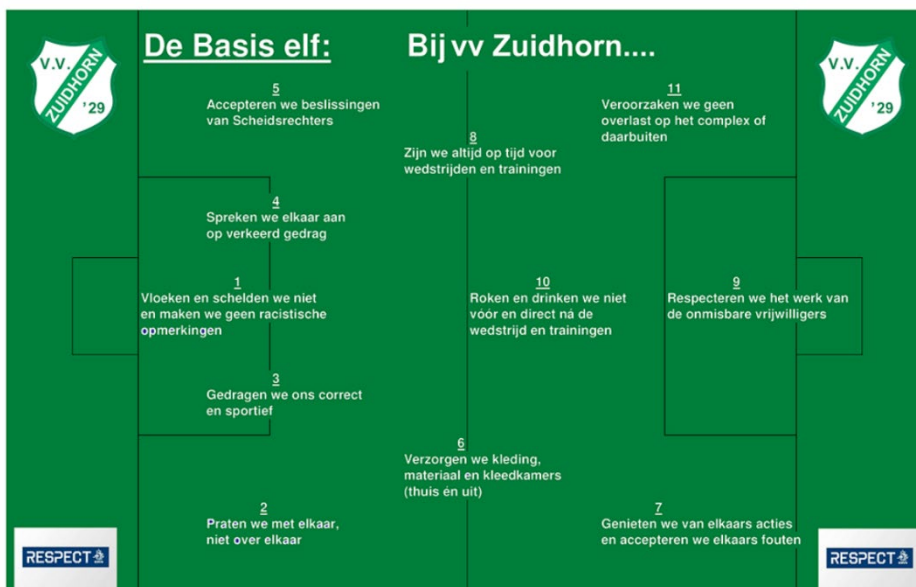 De Basis elf:
Bij vv Zuidhorn....
V.V.
ZUIDHORN
'29
V.V.
ZUIDHORN
'29
5
Accepteren we beslissingen
van Scheidsrechters
11
Veroorzaken we geen
overlast op het complex of
daarbuiten
8
Zijn we altijd op tijd voor
wedstrijden en trainingen
4
Spreken we elkaar aan
op verkeerd gedrag
1
Vloeken en schelden we niet
en maken we geen racistische
opmerkingen
10
Roken en drinken we niet
vóór en direct ná de
wedstrijd en trainingen
9
Respecteren we het werk van
de onmisbare vrijwilligers
3
Gedragen we ons correct
en sportief
6
Verzorgen we kleding,
materiaal en kleedkamers
(thuis én uit)
2
Praten we met elkaar,
niet over elkaar
7
Genieten we van elkaars acties
en accepteren we elkaars fouten
RESPECT
RESPECT